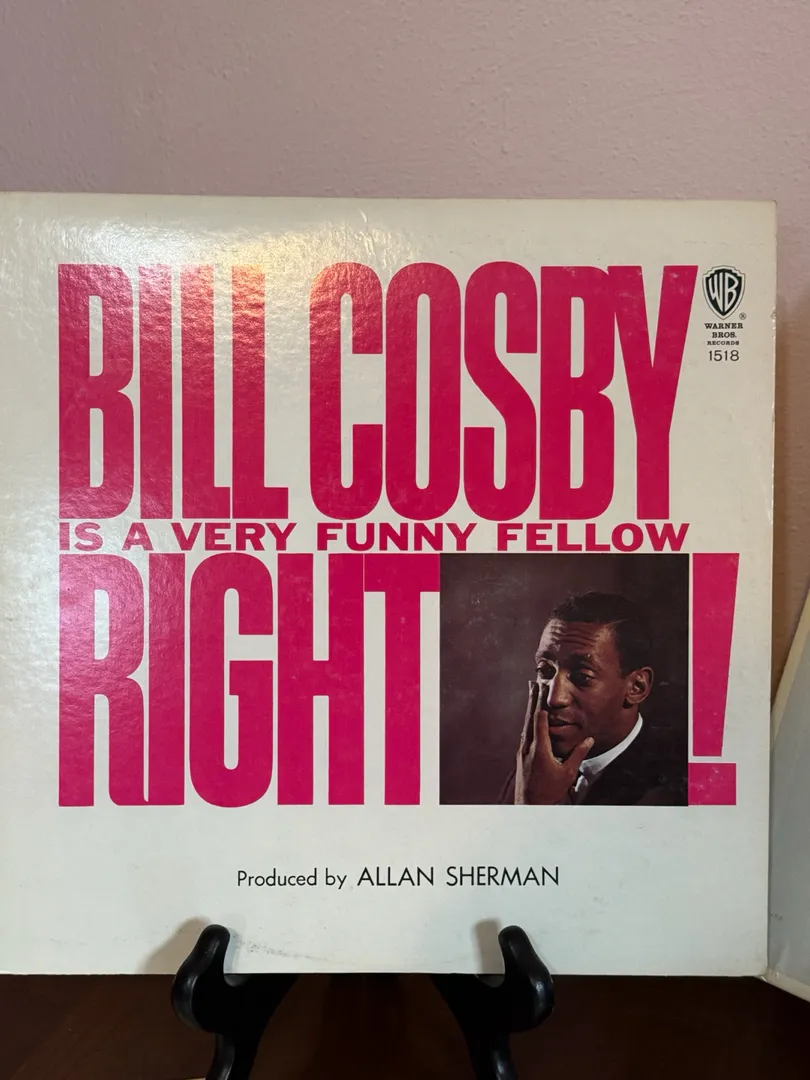 BILL COSBY
IS A VERY FUNNY FELLOW
RIGHT!
WB
®
WARNER
BROS.
RECORDS
1518
Produced by ALLAN SHERMAN